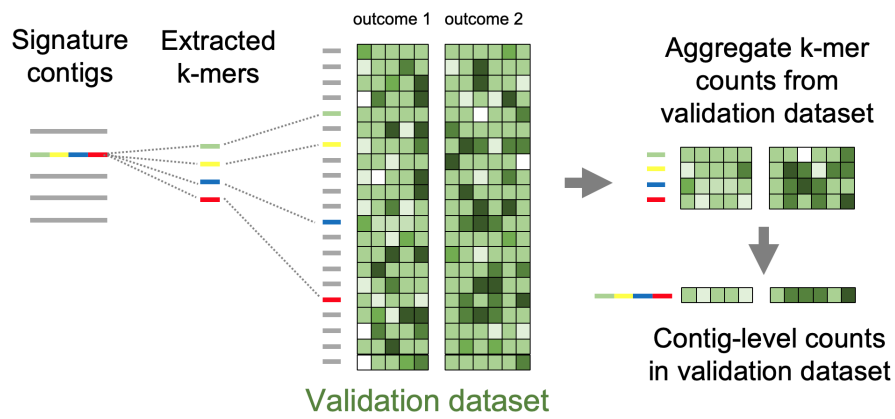 Signature
contigs
Extracted
k-mers
outcome 1 outcome 2
Validation dataset
Aggregate k-mer
counts from
validation dataset
Contig-level counts
in validation dataset